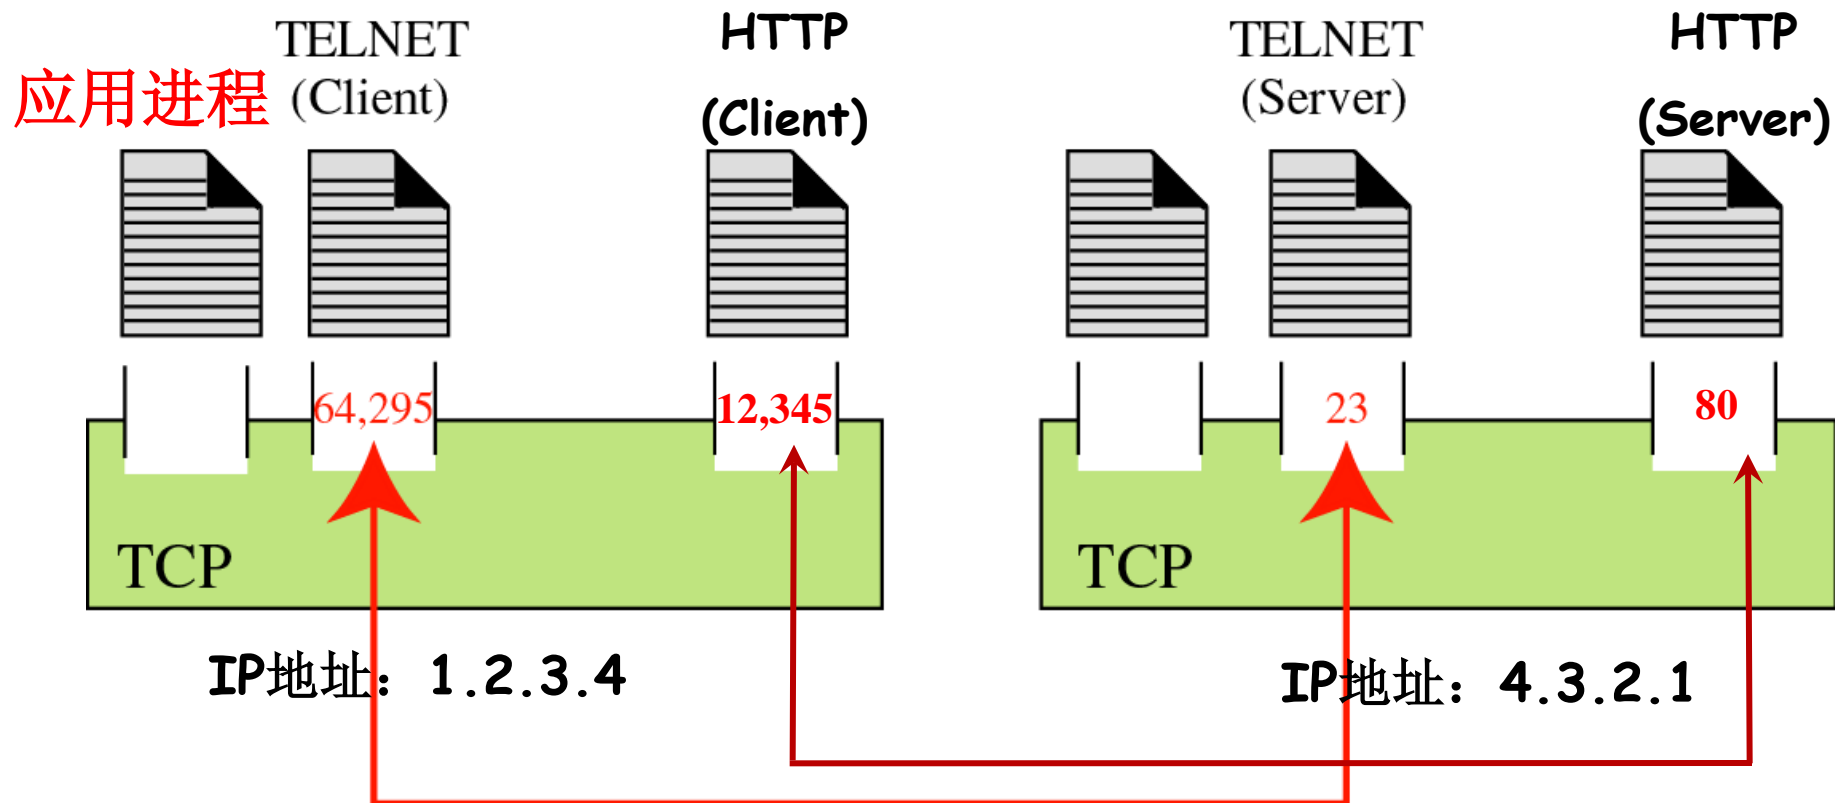 TELNET
(Client)
HTTP
(Client)
TELNET
(Server)
HTTP
(Server)
应用进程
64,295
12,345
23
80
TCP
TCP
IP地址：1.2.3.4
IP地址：4.3.2.1